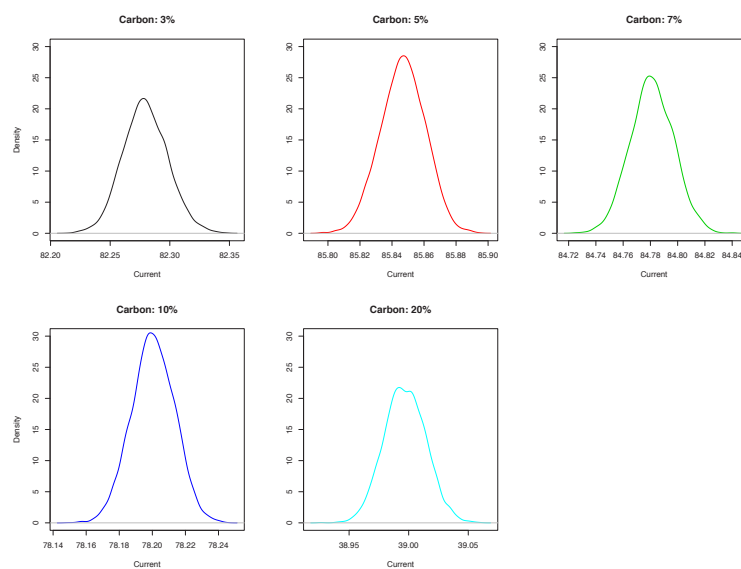 Carbon: 3%
Density
0 5 10 15 20 25 30
82.20 82.25 82.30 82.35
Current
Carbon: 5%
0 5 10 15 20 25 30
85.80 85.82 85.84 85.86 85.88 85.90
Current
Carbon: 7%
0 5 10 15 20 25 30
84.72 84.74 84.76 84.78 84.80 84.82 84.84
Current
Carbon: 10%
Density
0 5 10 15 20 25 30
78.14 78.16 78.18 78.20 78.22 78.24
Current
Carbon: 20%
0 5 10 15 20 25 30
38.95 39.00 39.05
Current